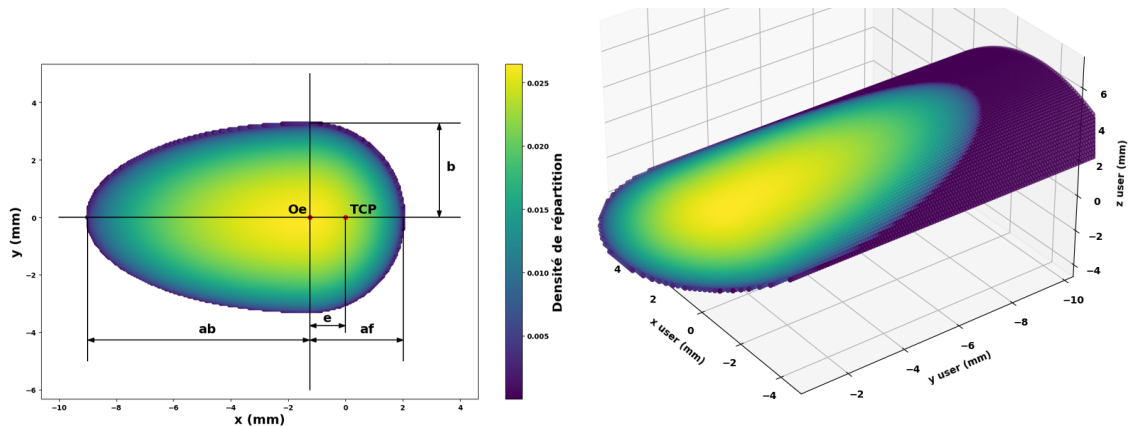 4
2
0
−2
−4
−6
y (mm)
−10
−8
−6
−4
−2
0
2
4
x (mm)
b
Oe
TCP
e
ab
af
0.025
0.020
0.015
0.010
0.005
Densité de répartition
4
2
0
−2
−4
x user (mm)
−2
−4
−6
−8
−10
y user (mm)
6
4
2
0
−2
−4
z user (mm)